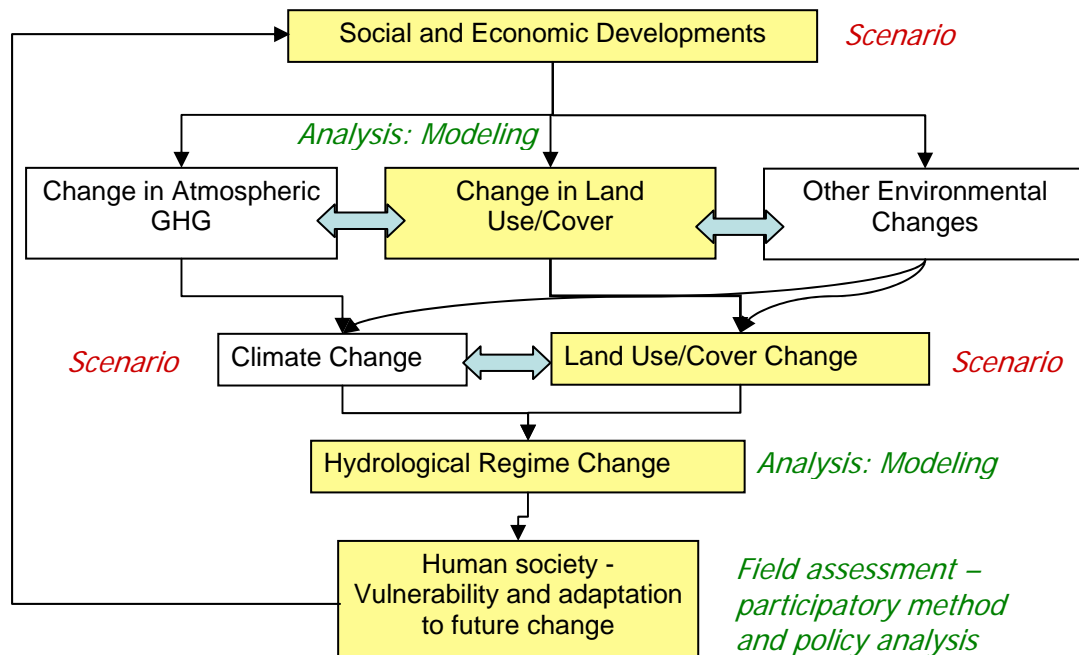 Social and Economic Developments
Scenario
Analysis: Modeling
Change in Atmospheric
GHG
Change in Land
Use/Cover
Other Environmental
Changes
Scenario
Climate Change
Land Use/Cover Change
Scenario
Hydrological Regime Change
Analysis: Modeling
Human society -
Vulnerability and adaptation
to future change
Field assessment –
participatory method
and policy analysis